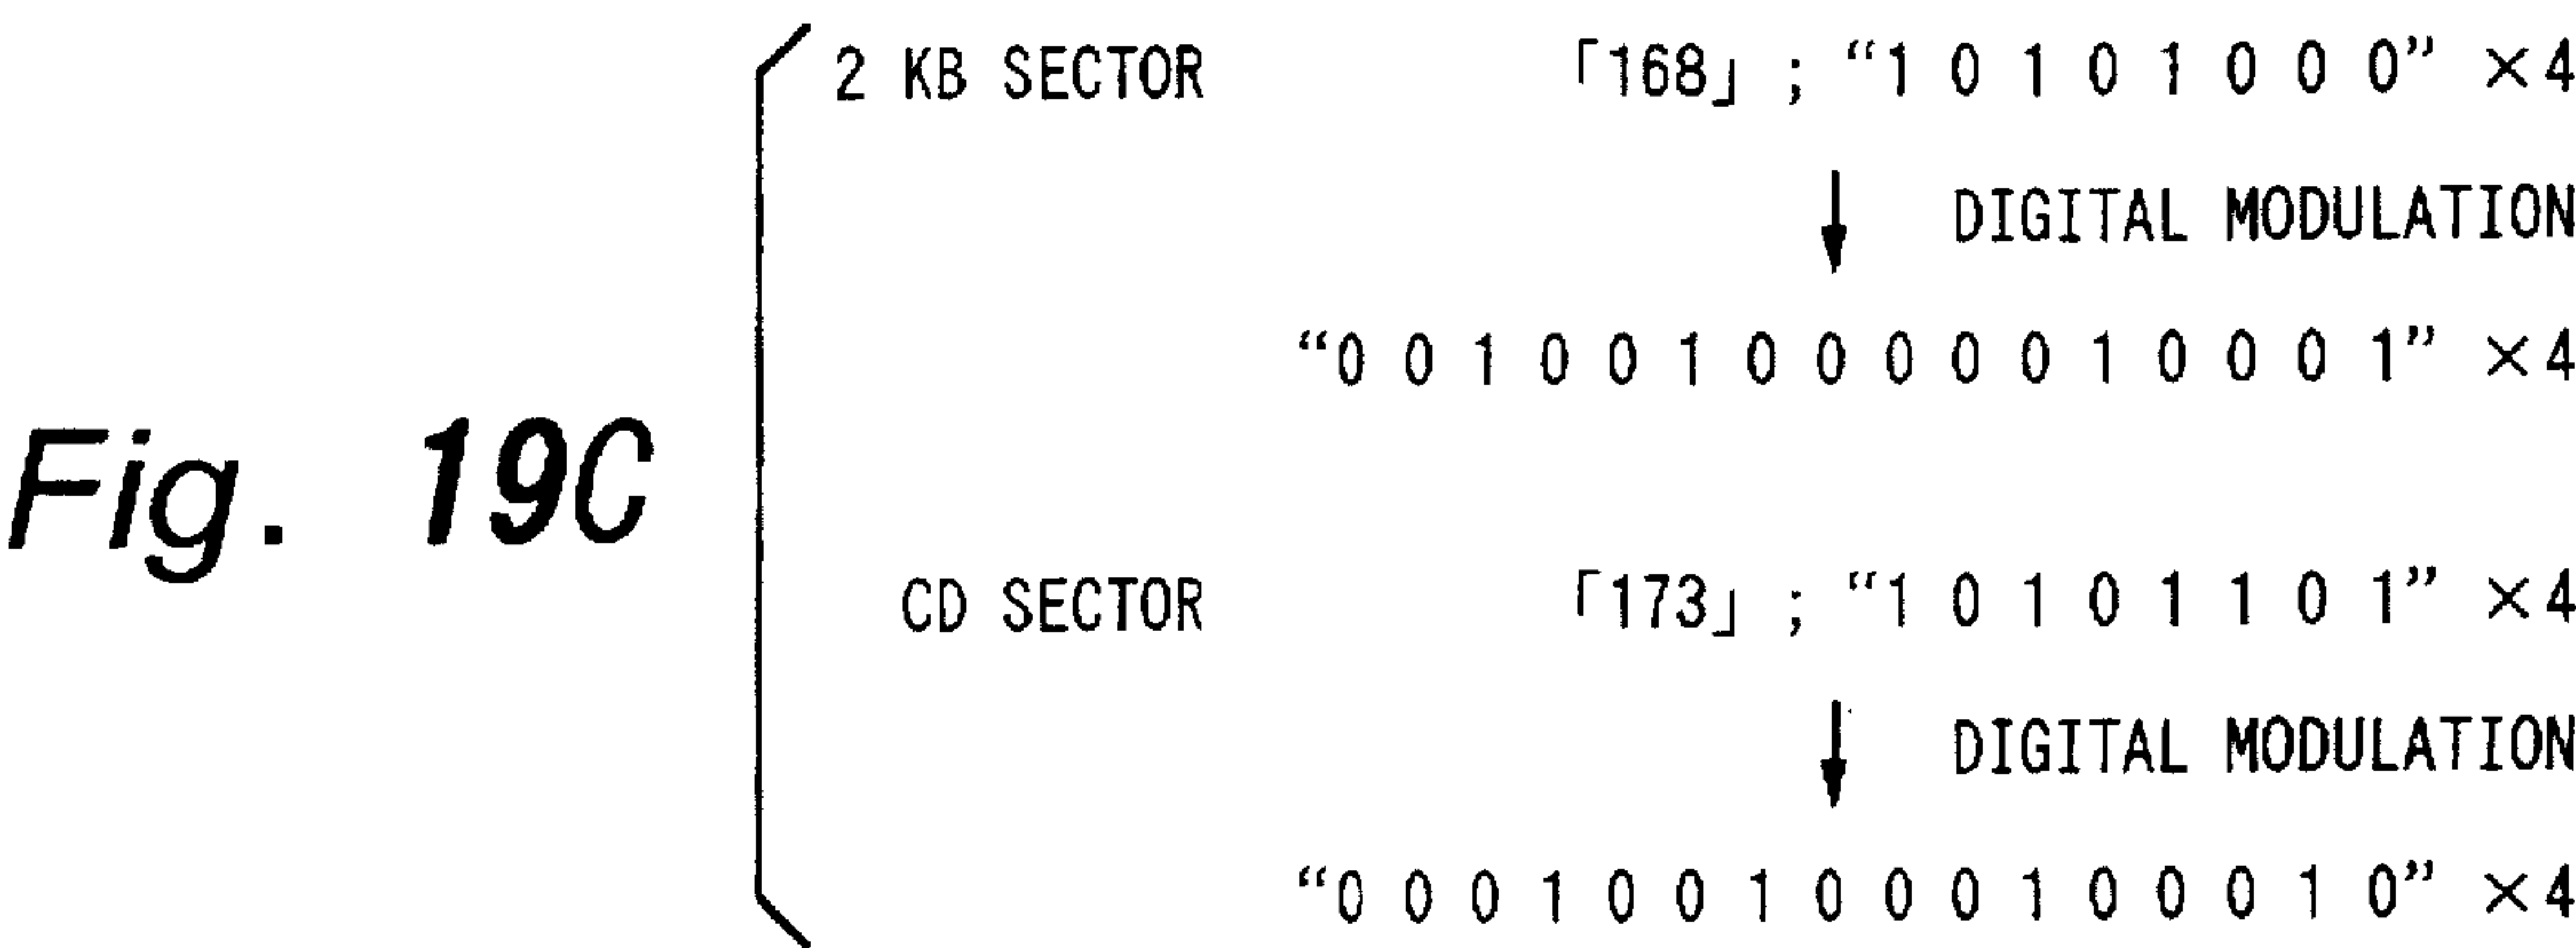 2 KB SECTOR 「168」 ; “1 0 1 0 1 0 0 0” ×4
DIGITAL MODULATION
“0 0 1 0 0 1 0 0 0 0 0 1 0 0 0 1” ×4
Fig. 19C
CD SECTOR 「173」 ; “1 0 1 0 1 1 0 1” ×4
DIGITAL MODULATION
“0 0 0 1 0 0 1 0 0 0 1 0 0 0 1 0” ×4